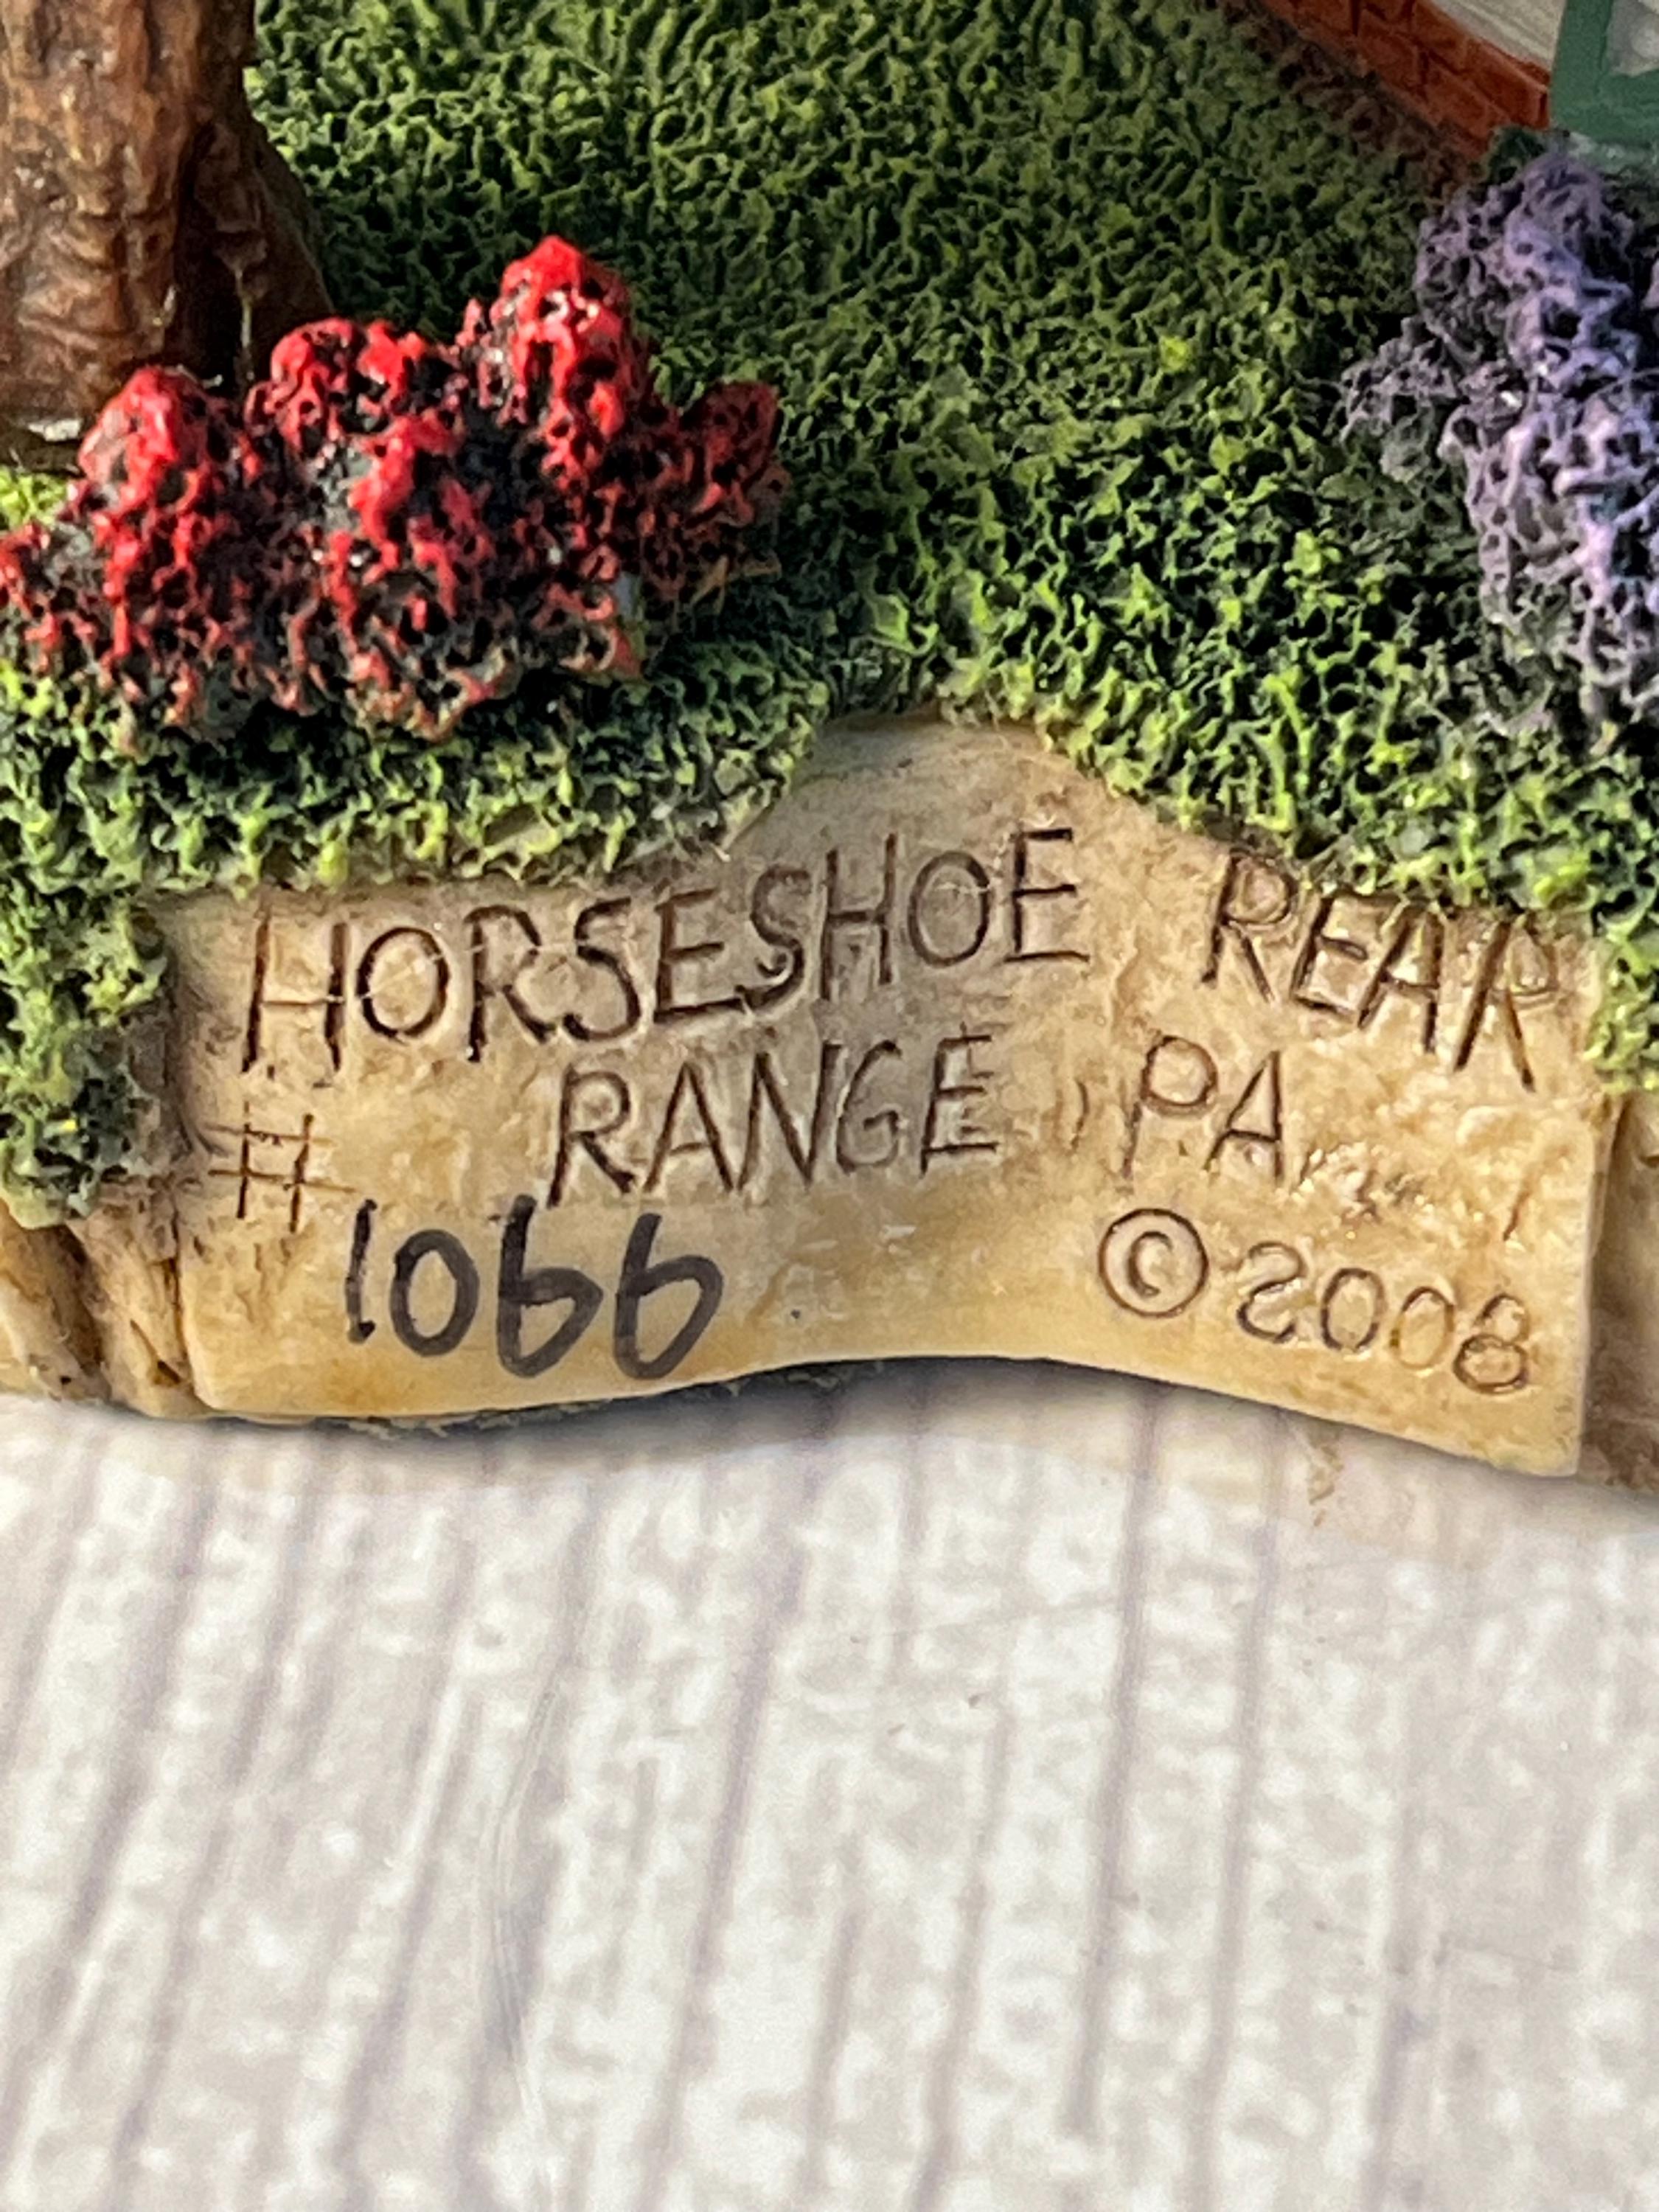 HORSESHOE REAR
RANGE PA
# 1066
©2008